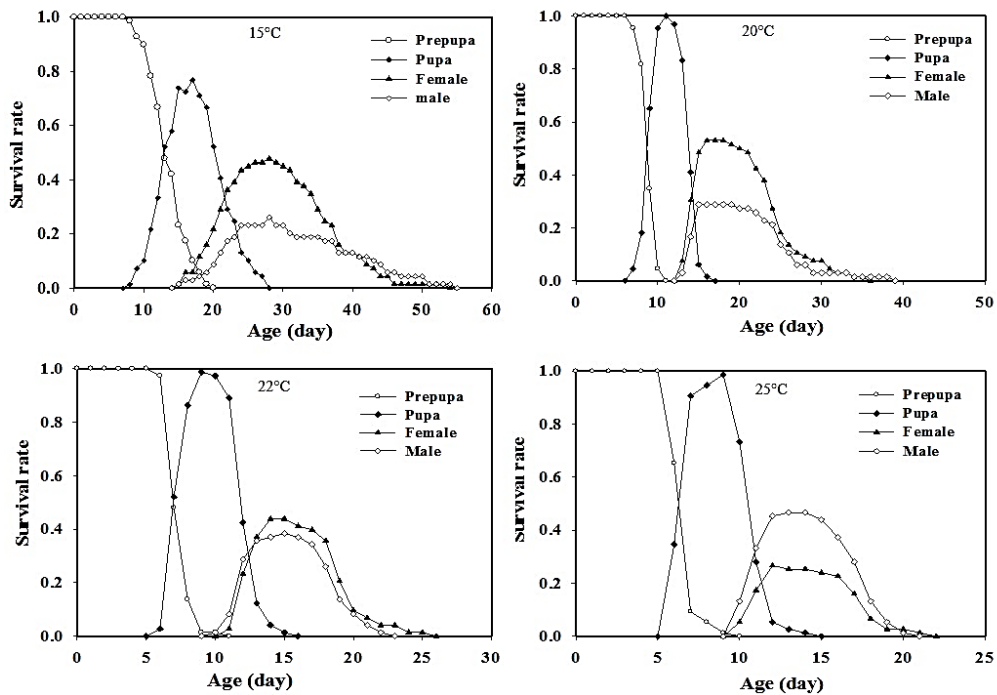 15°C
Prepupa
Pupa
Female
male
1.0
0.8
0.6
0.4
0.2
0.0
Survival rate
0 10 20 30 40 50 60
Age (day)
20°C
Prepupa
Pupa
Female
Male
1.0
0.8
0.6
0.4
0.2
0.0
Survival rate
0 10 20 30 40 50
Age (day)
22°C
Prepupa
Pupa
Female
Male
1.0
0.8
0.6
0.4
0.2
0.0
Survival rate
0 5 10 15 20 25 30
Age (day)
25°C
Prepupa
Pupa
Female
Male
1.0
0.8
0.6
0.4
0.2
0.0
Survival rate
0 5 10 15 20 25
Age (day)